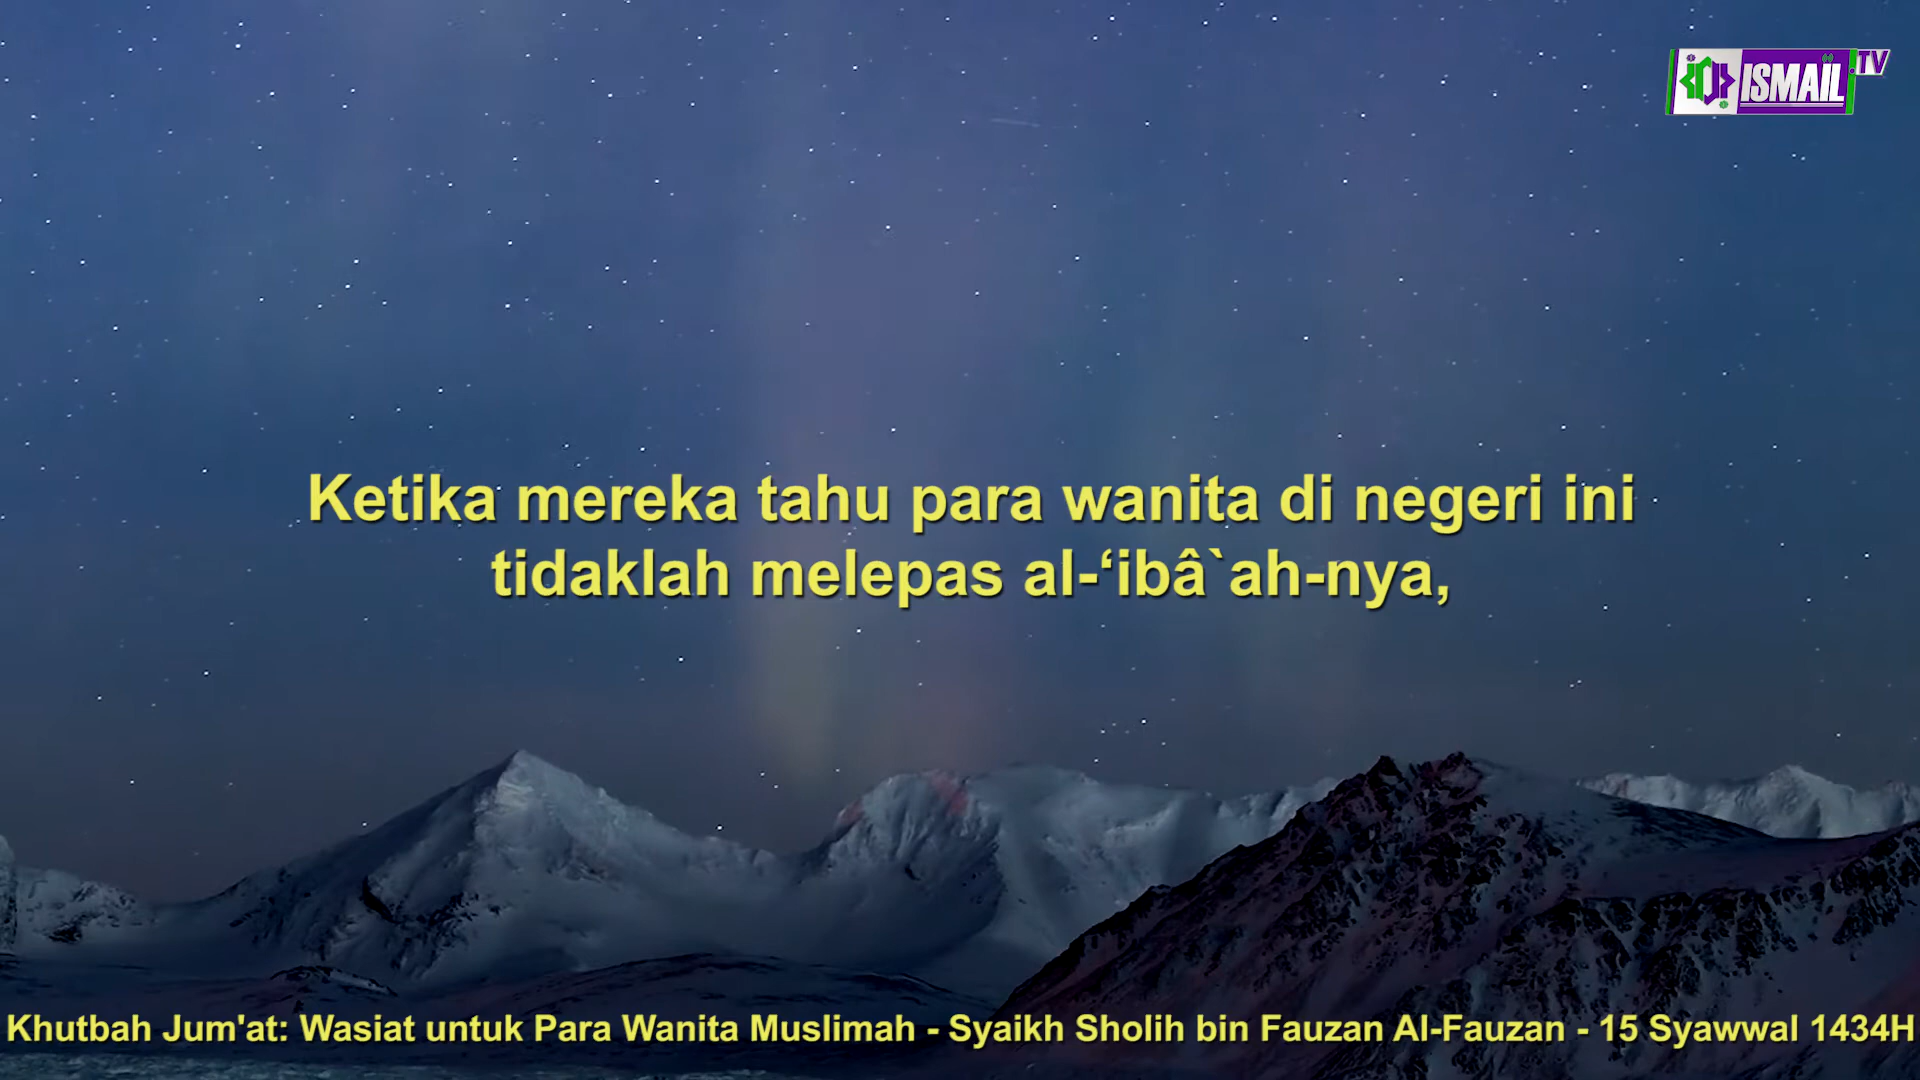 ISMAIL.TV
Ketika mereka tahu para wanita di negeri ini
tidaklah melepas al-‘ibâ`ah-nya,
Khutbah Jum'at: Wasiat untuk Para Wanita Muslimah - Syaikh Sholih bin Fauzan Al-Fauzan - 15 Syawwal 1434H